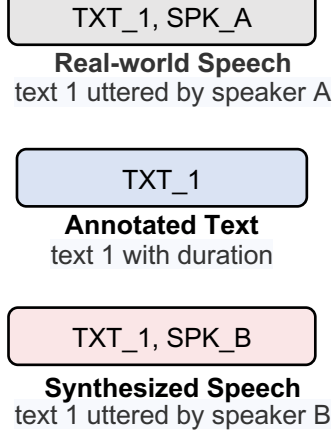 TXT_1, SPK_A
Real-world Speech
text 1 uttered by speaker A
TXT_1
Annotated Text
text 1 with duration
TXT_1, SPK_B
Synthesized Speech
text 1 uttered by speaker B